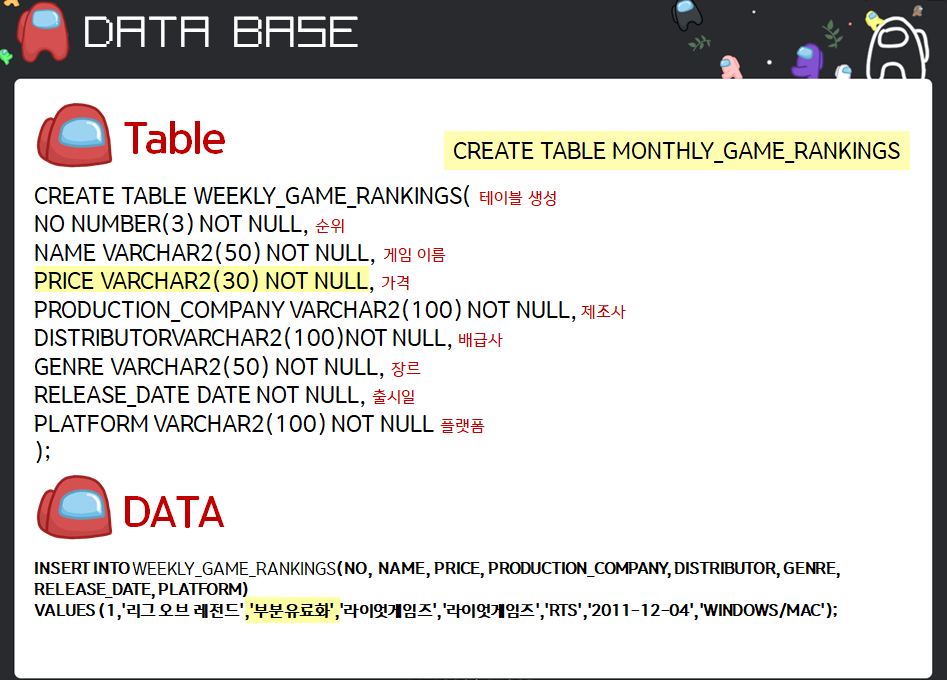 DATA BASE
Table
CREATE TABLE MONTHLY_GAME_RANKINGS
CREATE TABLE WEEKLY_GAME_RANKINGS( 테이블 생성
NO NUMBER(3) NOT NULL, 순위
NAME VARCHAR2(50) NOT NULL, 게임 이름
PRICE VARCHAR2(30) NOT NULL, 가격
PRODUCTION_COMPANY VARCHAR2(100) NOT NULL, 제조사
DISTRIBUTORVARCHAR2(100)NOT NULL, 배급사
GENRE VARCHAR2(50) NOT NULL, 장르
RELEASE_DATE DATE NOT NULL, 출시일
PLATFORM VARCHAR2(100) NOT NULL 플랫폼
);
DATA
INSERT INTO WEEKLY_GAME_RANKINGS(NO, NAME, PRICE, PRODUCTION_COMPANY, DISTRIBUTOR, GENRE,
RELEASE_DATE, PLATFORM)
VALUES (1,'리그 오브 레전드','부분유료화','라이엇게임즈','라이엇게임즈','RTS','2011-12-04','WINDOWS/MAC');